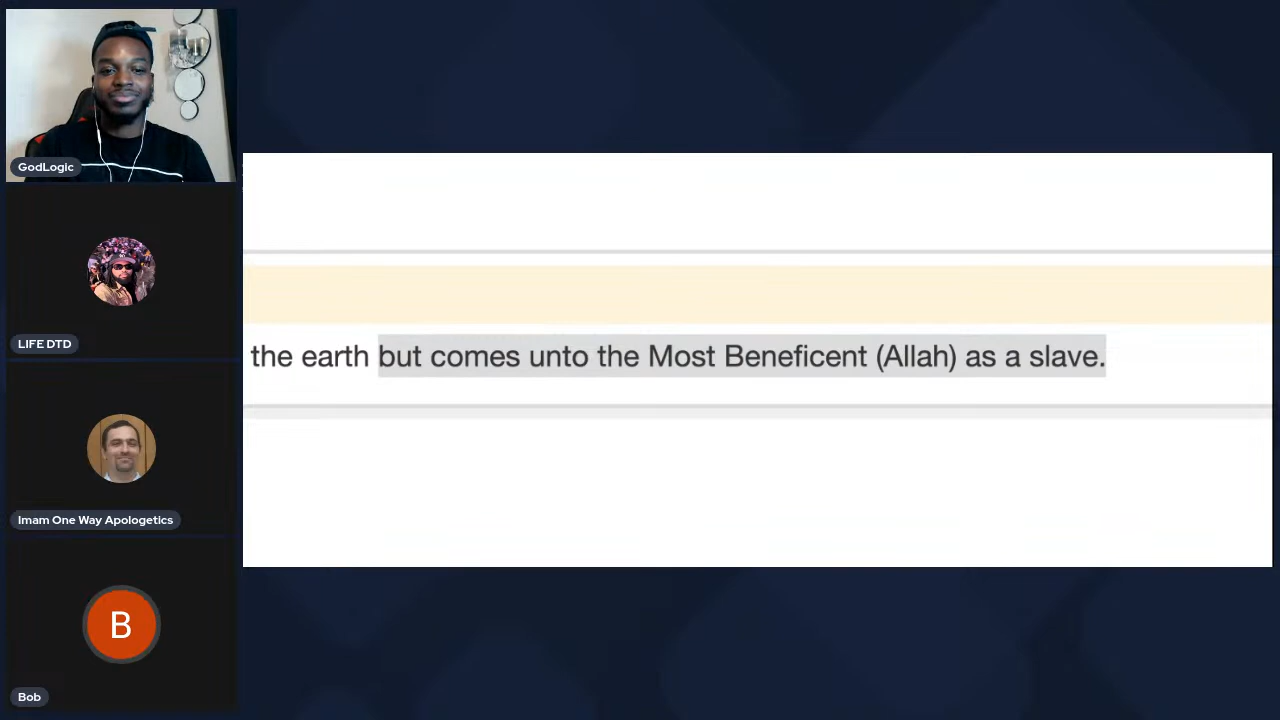 GodLogic
LIFE DTD
Imam One Way Apologetics
B
Bob
the earth but comes unto the Most Beneficent (Allah) as a slave.